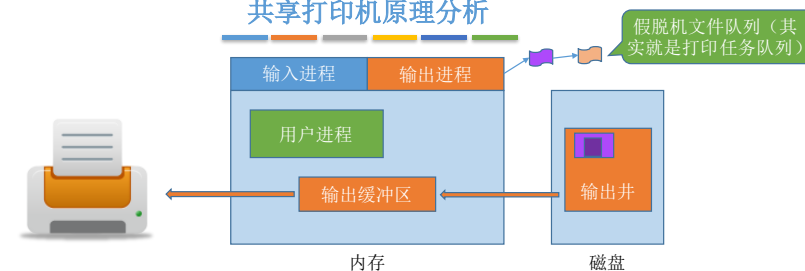 共享打印机原理分析
假脱机文件队列（其
实就是打印任务队列）
输入进程
输出进程
用户进程
输出缓冲区
输出井
内存
磁盘